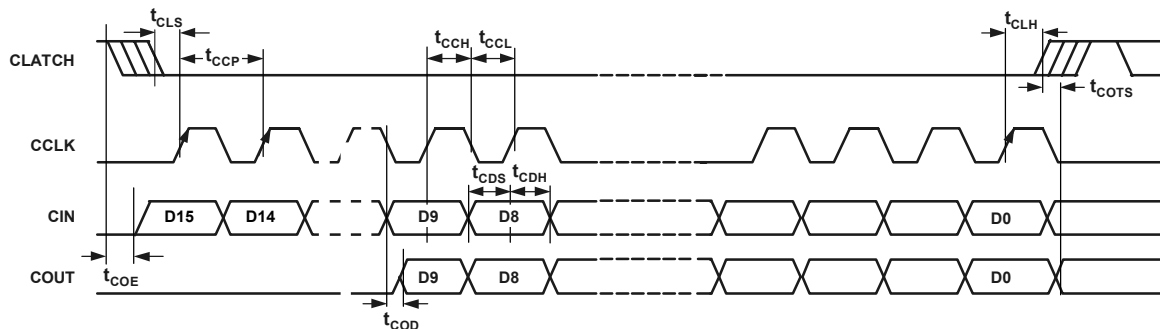 tCLS
tCCH
tCCL
tCLH
CLATCH
tCCP
tCOTS
CCLK
tCDS
tCDH
CIN
D15
D14
D9
D8
D0
tCOE
COUT
D9
D8
D0
tCOD